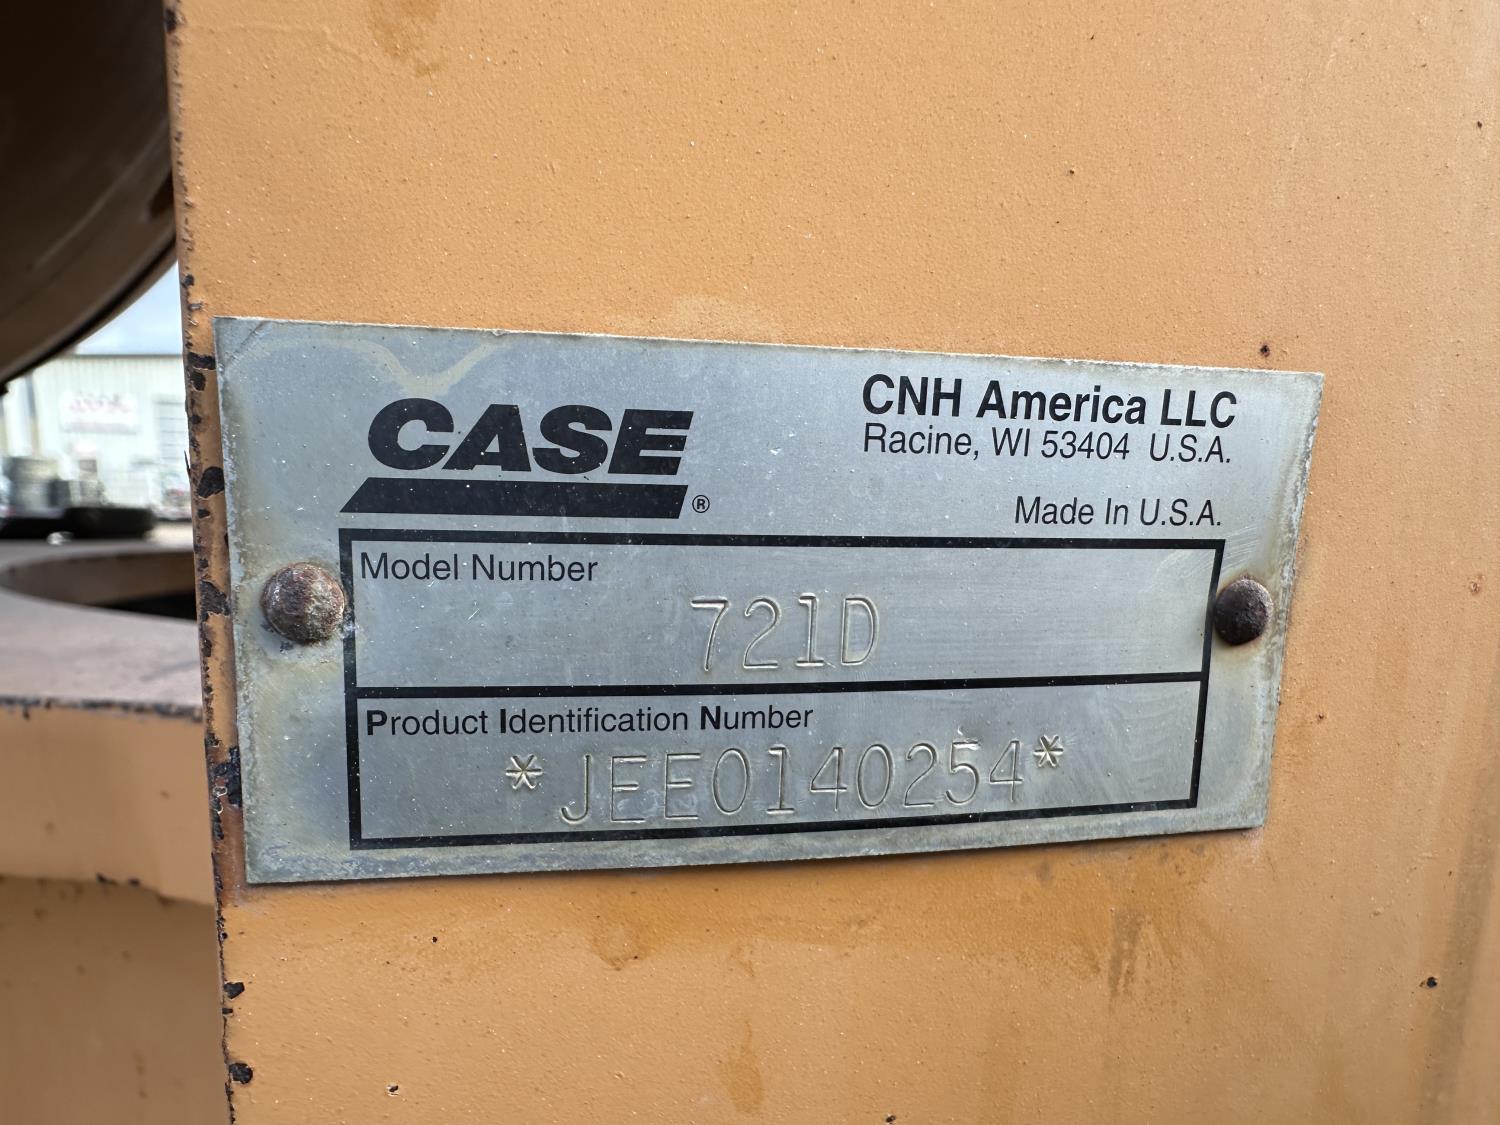 CASE®
CNH America LLC
Racine, WI 53404 U.S.A.
Made In U.S.A.
Model Number
721D
Product Identification Number
*JEE0140254*